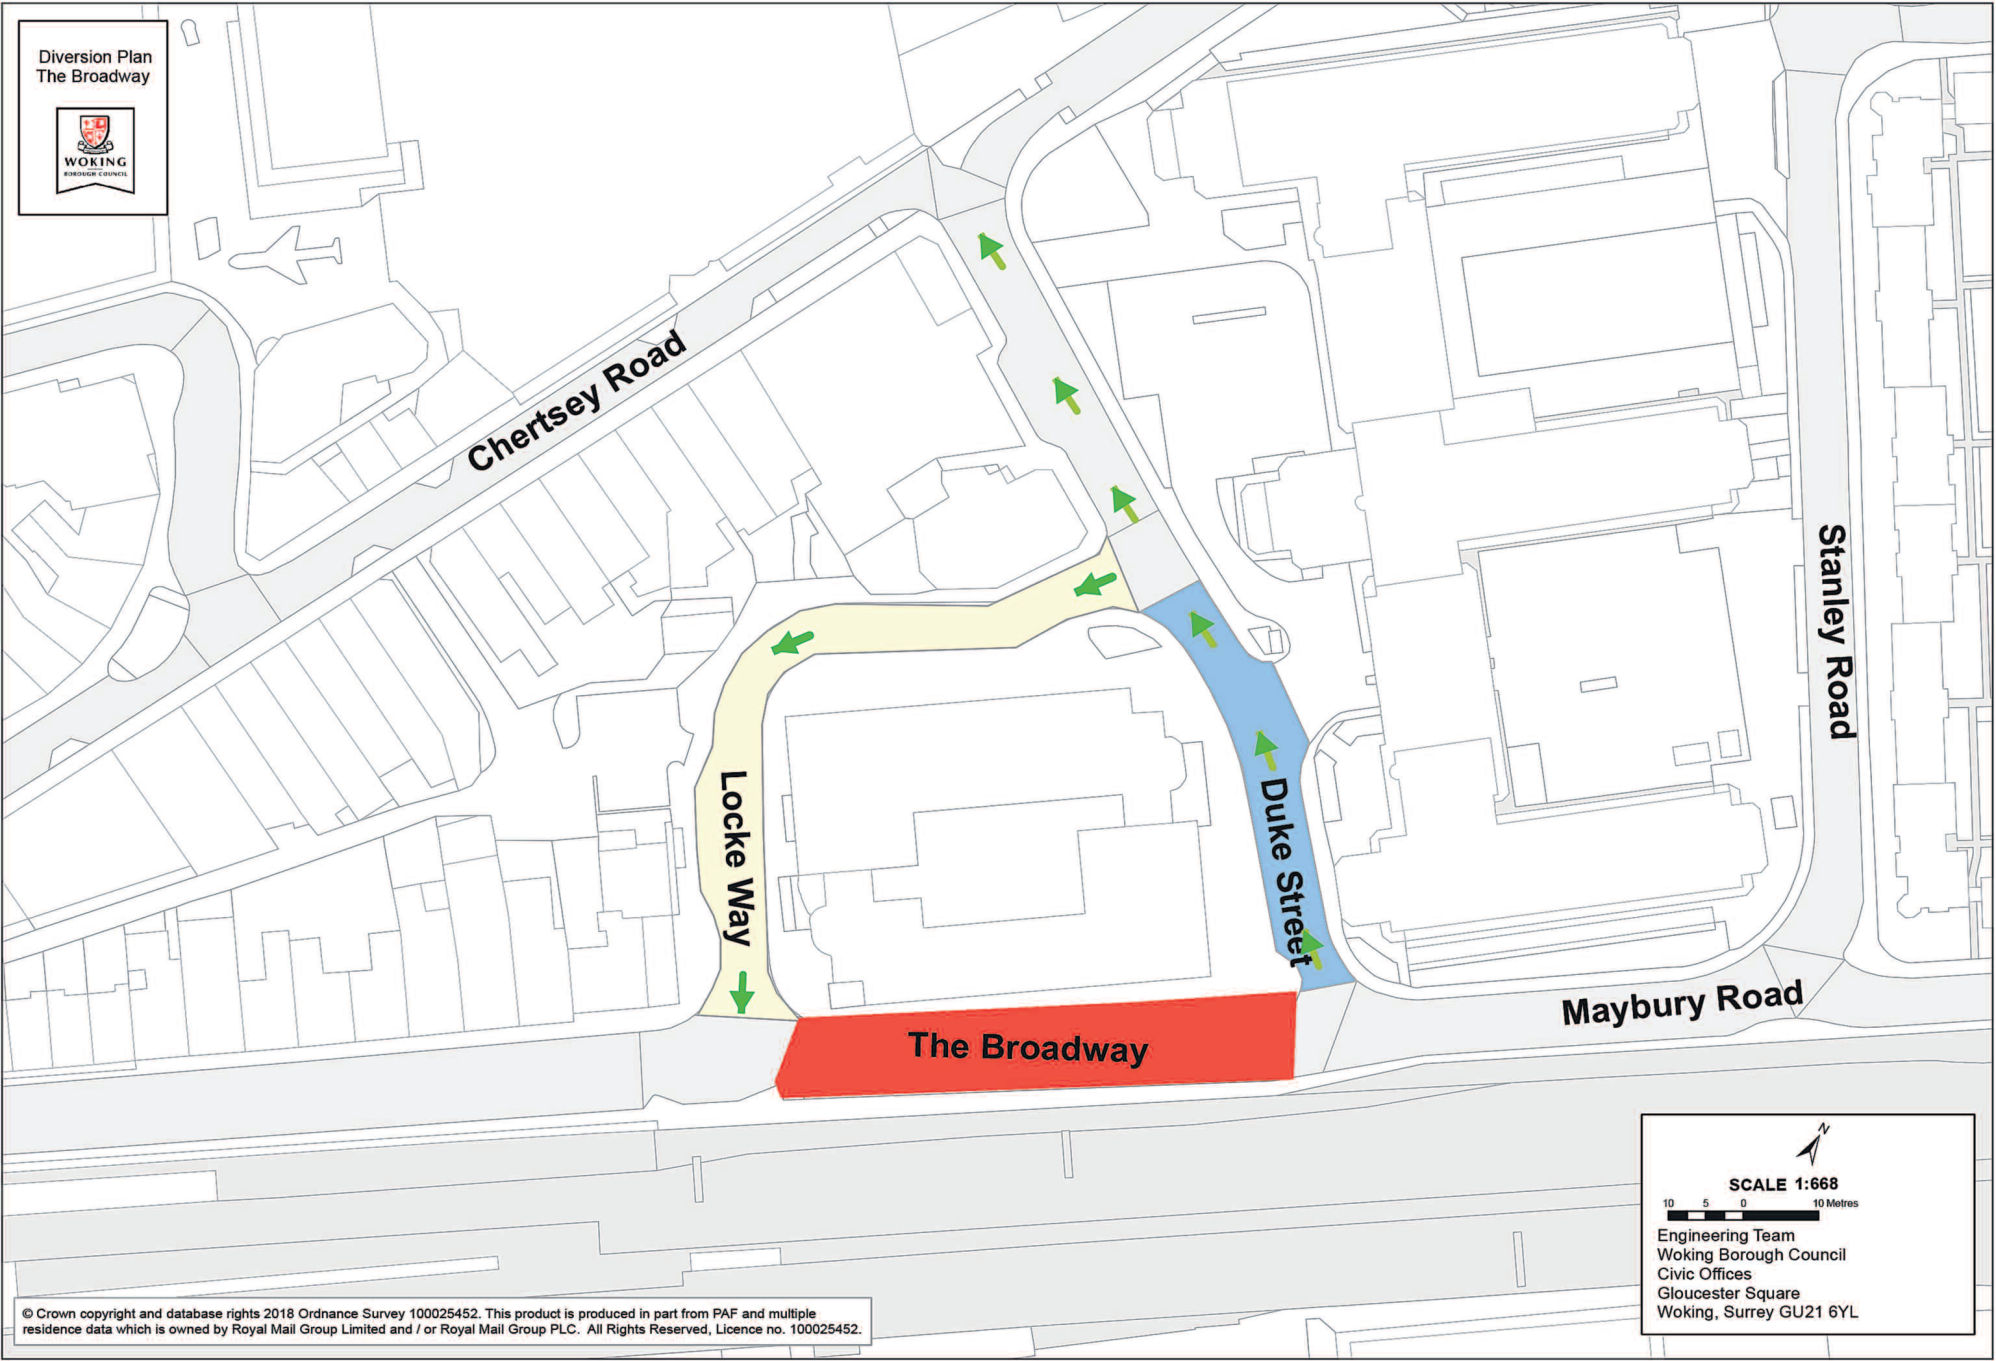 Diversion Plan
The Broadway
WOKING
BOROUGH COUNCIL
Chertsey Road
Stanley Road
Locke Way
Duke Street
Maybury Road
The Broadway
N
SCALE 1:668
10 5 0 10 Metres
Engineering Team
Woking Borough Council
Civic Offices
Gloucester Square
Woking, Surrey GU21 6YL
© Crown copyright and database rights 2018 Ordnance Survey 100025452. This product is produced in part from PAF and multiple
residence data which is owned by Royal Mail Group Limited and / or Royal Mail Group PLC. All Rights Reserved, Licence no. 100025452.